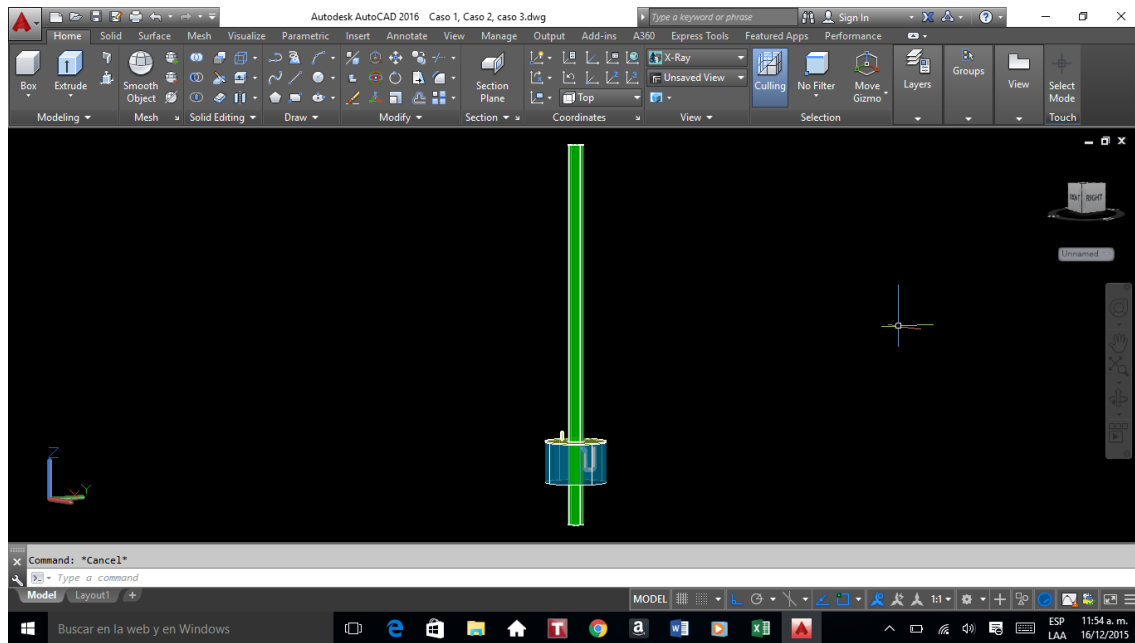 Autodesk AutoCAD 2016 Caso 1, Caso 2, caso 3.dwg
Type a keyword or phrase
Sign In
Home Solid Surface Mesh Visualize Parametric Insert Annotate View Manage Output Add-ins A360 Express Tools Featured Apps Performance
Box
Extrude
Smooth
Object
Section
Plane
X-Ray
Unsaved View
Top
Culling
No Filter
Move
Gizmo
Layers
Groups
View
Select
Mode
Modeling Mesh Solid Editing Draw Modify Section Coordinates View Selection Touch
RIGHT
Unnamed
Z
X
Y
Command: *Cancel*
Type a command
Model Layout1 +
MODEL
1:1
Buscar en la web y en Windows
ESP
LAA
11:54 a. m.
16/12/2015